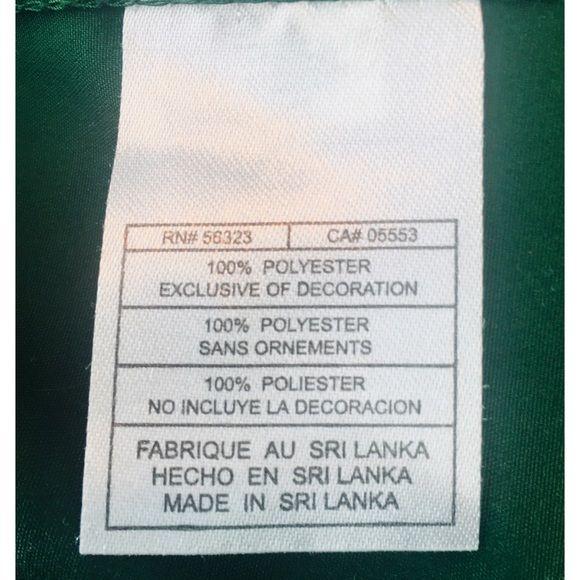 RN# 56323 CA# 05553
100% POLYESTER
EXCLUSIVE OF DECORATION
100% POLYESTER
SANS ORNEMENTS
100% POLIESTER
NO INCLUYE LA DECORACION
FABRIQUE AU SRI LANKA
HECHO EN SRI LANKA
MADE IN SRI LANKA